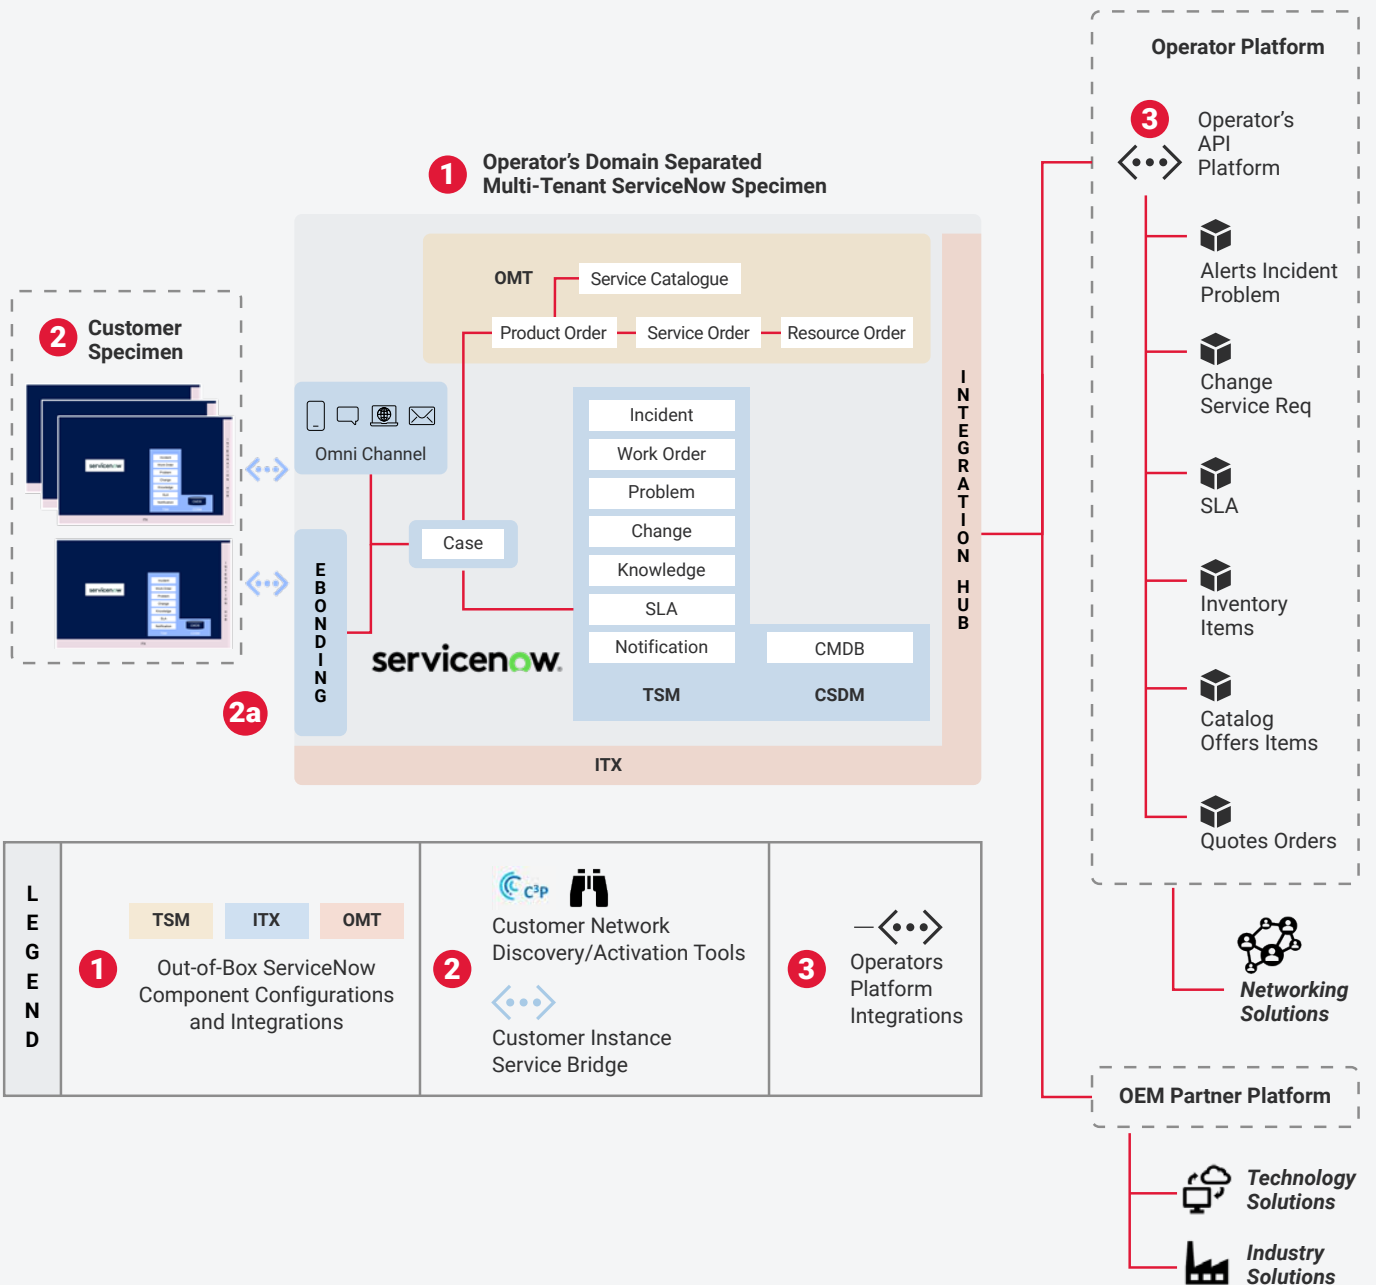 Operator Platform
3
Operator's
API
Platform
Alerts Incident
Problem
Change
Service Req
SLA
Inventory
Items
Catalog
Offers Items
Quotes Orders
Networking
Solutions
OEM Partner Platform
Technology
Solutions
Industry
Solutions
1
Operator's Domain Separated
Multi-Tenant ServiceNow Specimen
OMT
Service Catalogue
Product Order
Service Order
Resource Order
2
Customer
Specimen
servicenow
servicenow
Omni Channel
Case
EBONDING
2a
servicenow.
Incident
Work Order
Problem
Change
Knowledge
SLA
Notification
TSM
CMDB
CSDM
INTEGRATION HUB
ITX
LEGEND
TSM
ITX
OMT
1
Out-of-Box ServiceNow
Component Configurations
and Integrations
2
C³P
Customer Network
Discovery/Activation Tools
Customer Instance
Service Bridge
3
Operators
Platform
Integrations